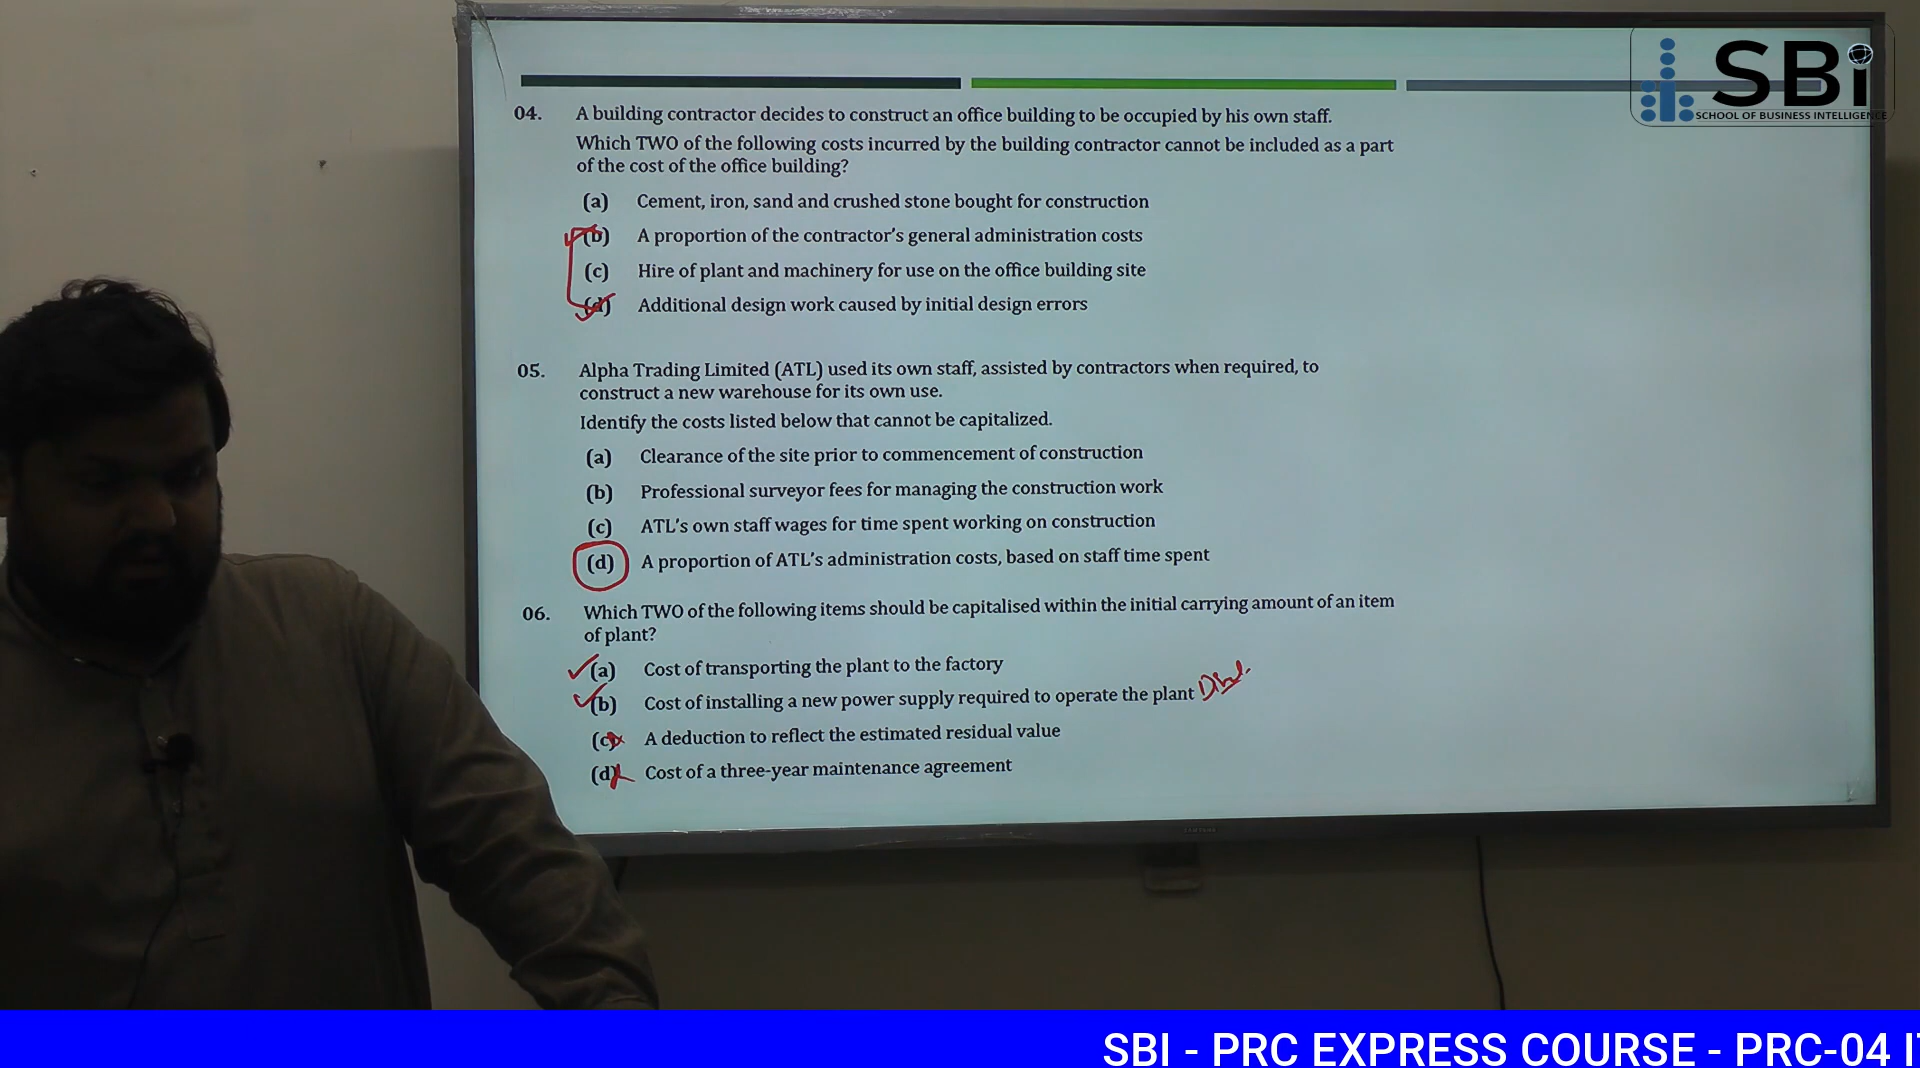 SBi
SCHOOL OF BUSINESS INTELLIGENCE
04. A building contractor decides to construct an office building to be occupied by his own staff.
Which TWO of the following costs incurred by the building contractor cannot be included as a part
of the cost of the office building?
(a) Cement, iron, sand and crushed stone bought for construction
(b) A proportion of the contractor's general administration costs
(c) Hire of plant and machinery for use on the office building site
(d) Additional design work caused by initial design errors
05. Alpha Trading Limited (ATL) used its own staff, assisted by contractors when required, to
construct a new warehouse for its own use.
Identify the costs listed below that cannot be capitalized.
(a) Clearance of the site prior to commencement of construction
(b) Professional surveyor fees for managing the construction work
(c) ATL's own staff wages for time spent working on construction
(d) A proportion of ATL's administration costs, based on staff time spent
06. Which TWO of the following items should be capitalised within the initial carrying amount of an item
of plant?
(a) Cost of transporting the plant to the factory
(b) Cost of installing a new power supply required to operate the plant
(c) A deduction to reflect the estimated residual value
(d) Cost of a three-year maintenance agreement
SAMSUNG
SBI - PRC EXPRESS COURSE - PRC-04 IT